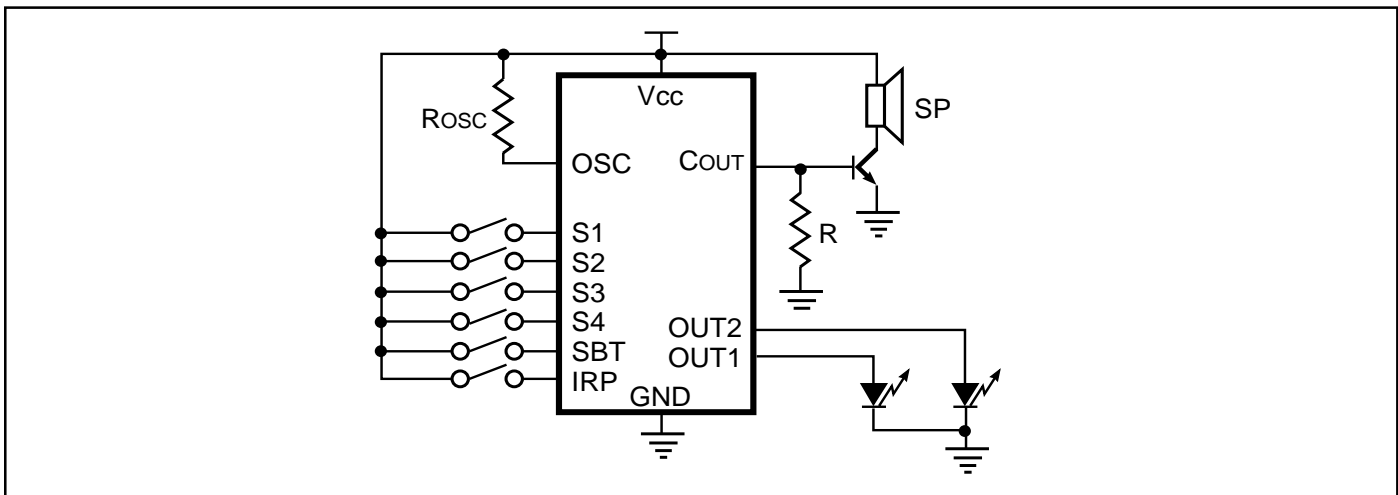 Vcc
SP
ROSC
OSC
COUT
S1
R
S2
S3
S4
OUT2
SBT
OUT1
IRP
GND